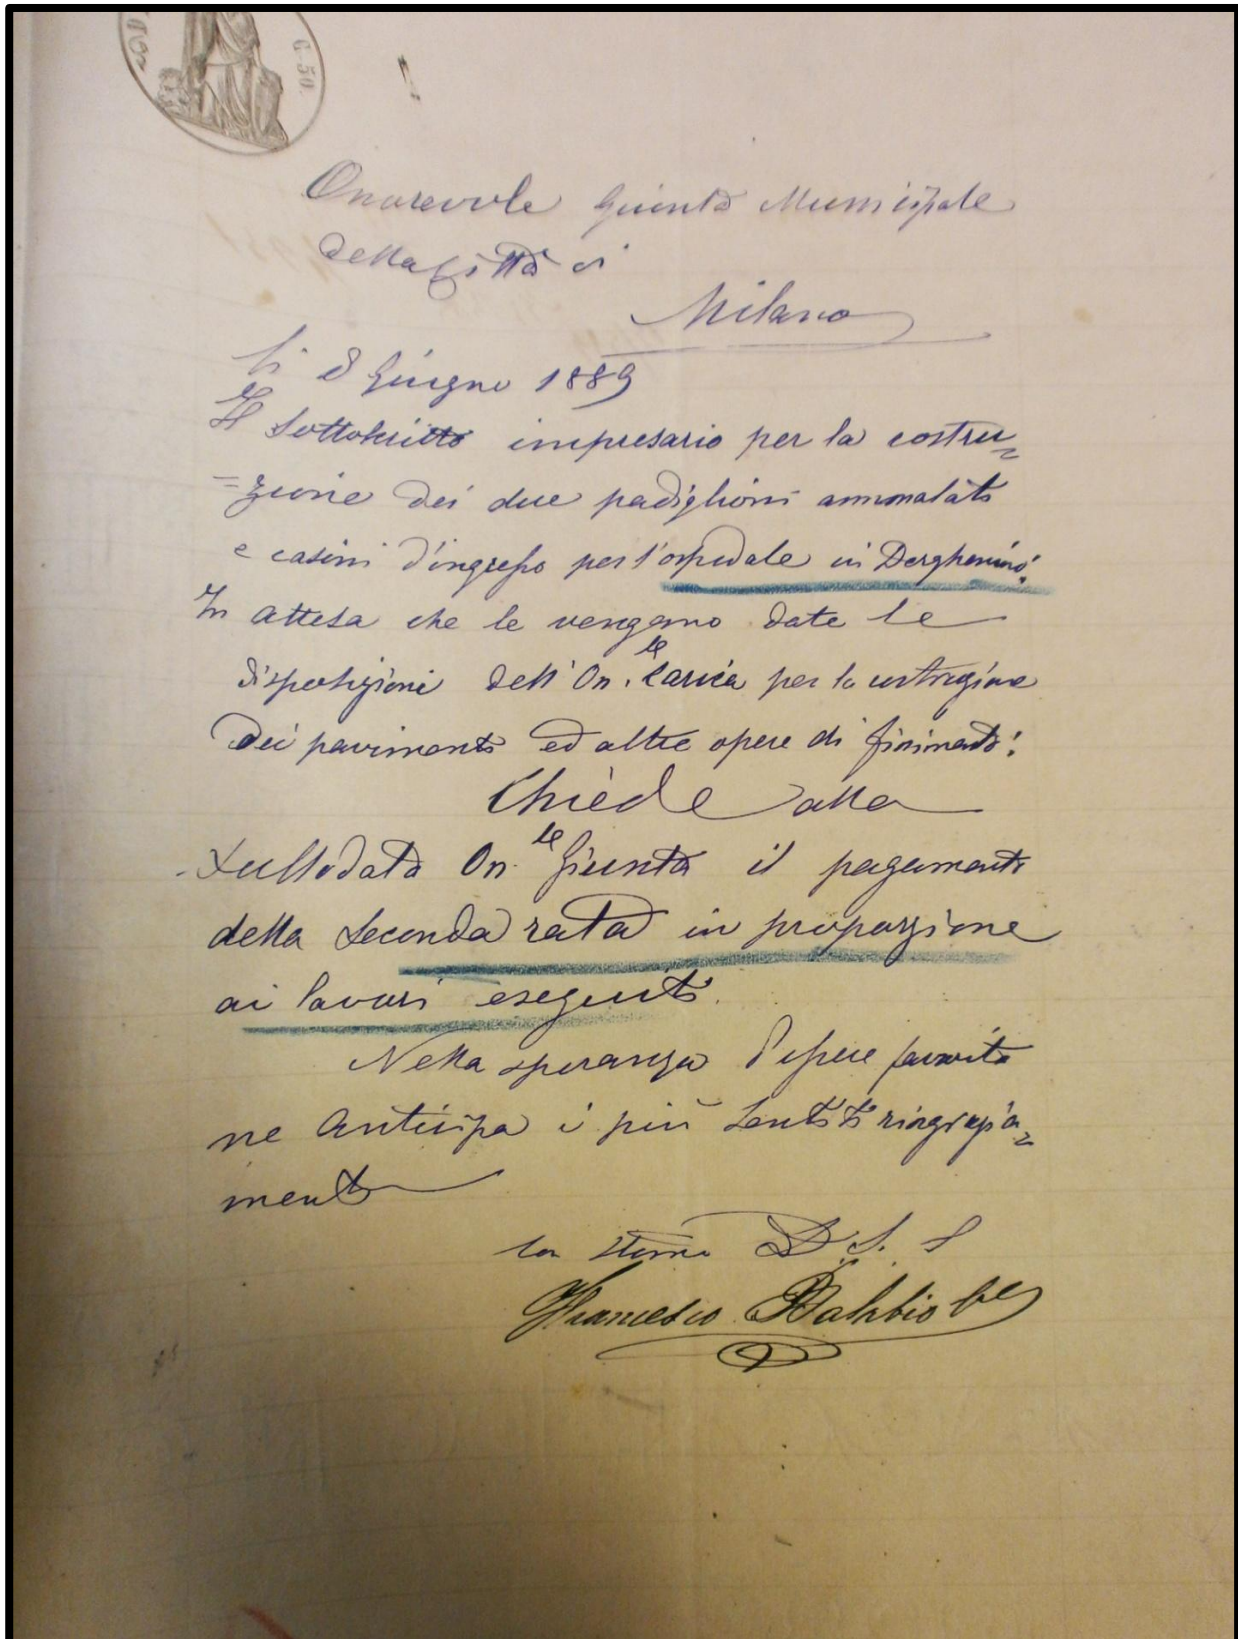 C. 50
Onorevole Giunta Municipale
della Città di
Milano
li 8 Giugno 1889
Il Sottoscritto impresario per la costru=
=zione dei due padiglioni ammalati
e casini d'ingresso per l'ospedale in Derghanino.
In attesa che le vengano date le
disposizioni dell'On.le Carica per la costruzione
dei pavimenti ed altre opere di finimento:
Chiede alla
Sullodata On.le Giunta il pagamento
della Seconda rata in proporzione
ai lavori eseguiti.
Nella speranza d'essere favorito
ne Anticipa i più Sentiti ringrazia=
menti
la stima D. S. S
Francesco